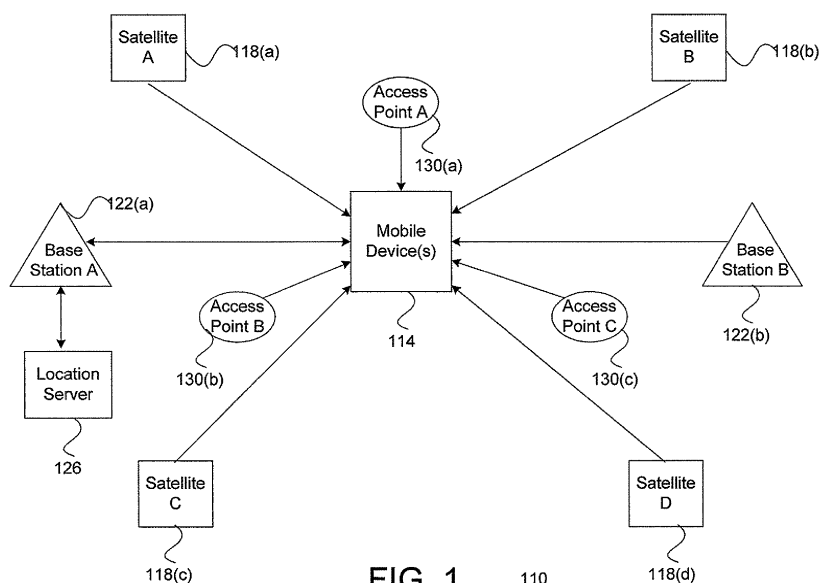 Satellite
A
118(a)
Satellite
B
118(b)
Access
Point A
130(a)
122(a)
Base
Station A
Mobile
Device(s)
114
Base
Station B
122(b)
Access
Point B
130(b)
Access
Point C
130(c)
Location
Server
126
Satellite
C
118(c)
Satellite
D
118(d)
FIG. 1
110